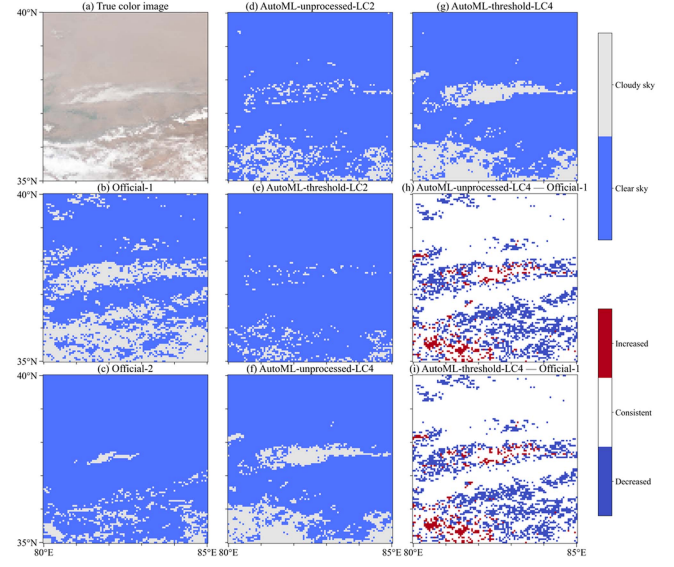 (a) True color image
(d) AutoML-unprocessed-LC2
(g) AutoML-threshold-LC4
40°N
35°N
Cloudy sky
Clear sky
(b) Official-1
(e) AutoML-threshold-LC2
(h) AutoML-unprocessed-LC4 — Official-1
40°N
35°N
Increased
Consistent
Decreased
(c) Official-2
(f) AutoML-unprocessed-LC4
(i) AutoML-threshold-LC4 — Official-1
40°N
35°N
80°E
85°E
80°E
85°E
80°E
85°E